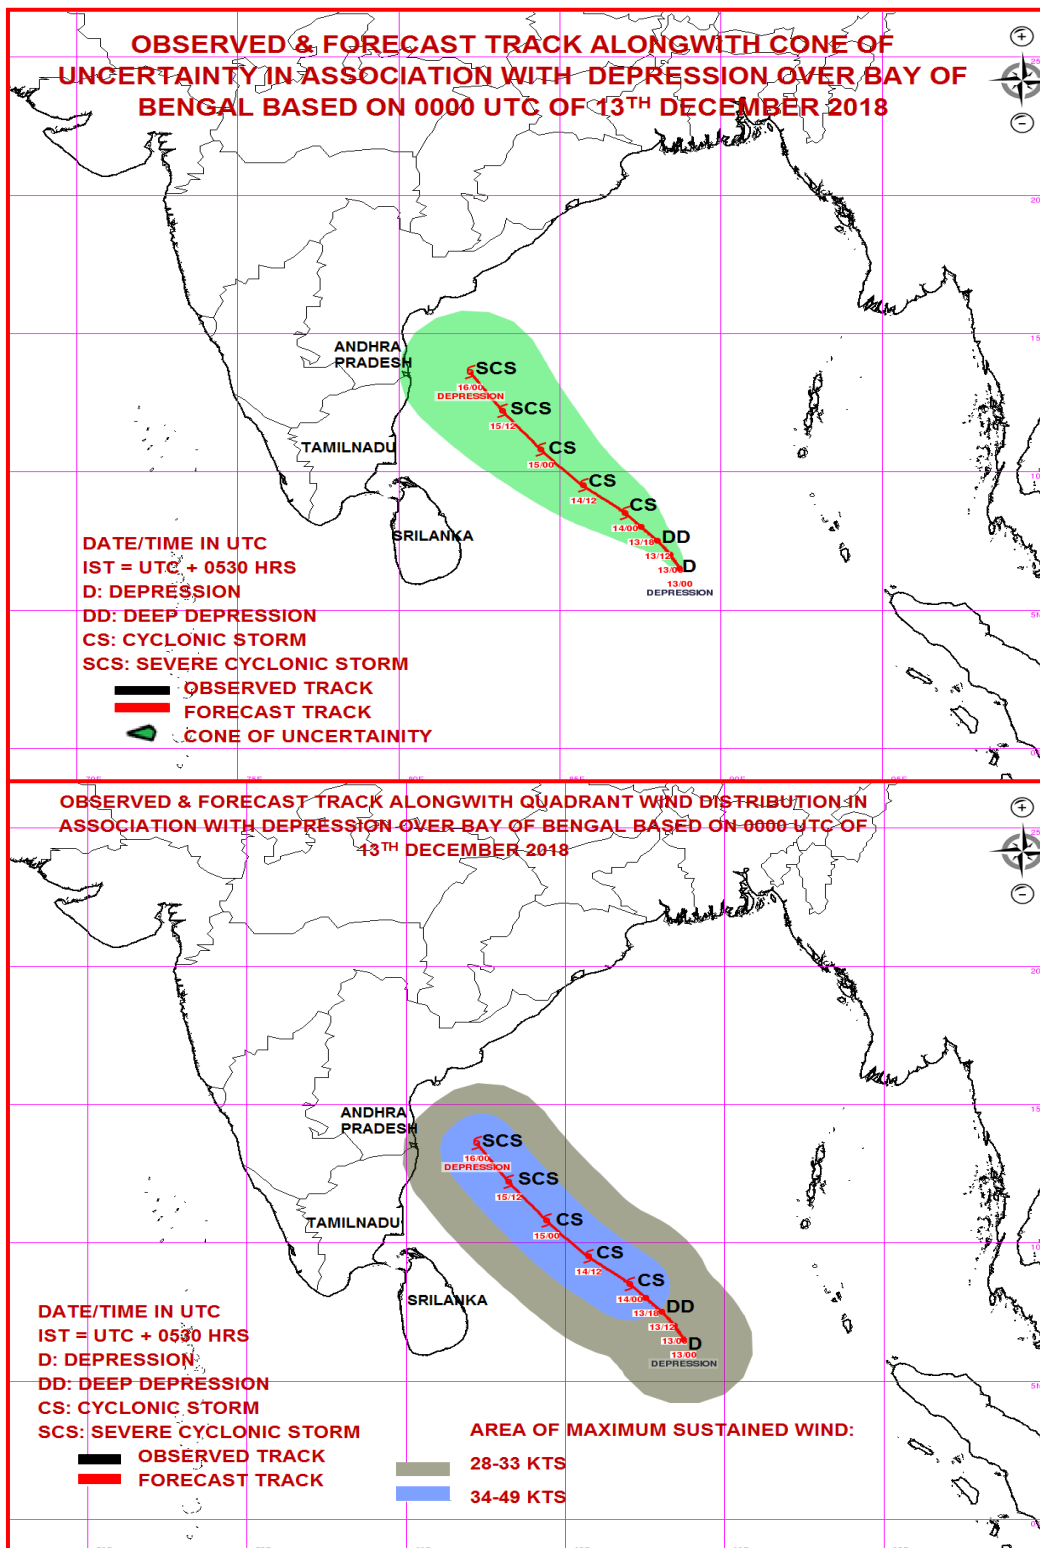 OBSERVED & FORECAST TRACK ALONGWITH CONE OF
UNCERTAINTY IN ASSOCIATION WITH DEPRESSION OVER BAY OF
BENGAL BASED ON 0000 UTC OF 13TH DECEMBER 2018
20
15
10
5N
ANDHRA
PRADESH
TAMILNADU
SRILANKA
SCS
16/00
DEPRESSION
SCS
15/12
CS
15/00
CS
14/12
CS
14/00
13/18
DD
13/12
D
13/00
DEPRESSION
DATE/TIME IN UTC
IST = UTC + 0530 HRS
D: DEPRESSION
DD: DEEP DEPRESSION
CS: CYCLONIC STORM
SCS: SEVERE CYCLONIC STORM
OBSERVED TRACK
FORECAST TRACK
CONE OF UNCERTAINITY
OBSERVED & FORECAST TRACK ALONGWITH QUADRANT WIND DISTRIBUTION IN
ASSOCIATION WITH DEPRESSION OVER BAY OF BENGAL BASED ON 0000 UTC OF
13TH DECEMBER 2018
20
15
10
5N
ANDHRA
PRADESH
TAMILNADU
SRILANKA
SCS
16/00
DEPRESSION
SCS
15/12
CS
15/00
CS
14/12
CS
14/00
13/18
DD
13/12
D
13/00
DEPRESSION
DATE/TIME IN UTC
IST = UTC + 0530 HRS
D: DEPRESSION
DD: DEEP DEPRESSION
CS: CYCLONIC STORM
SCS: SEVERE CYCLONIC STORM
OBSERVED TRACK
FORECAST TRACK
AREA OF MAXIMUM SUSTAINED WIND:
28-33 KTS
34-49 KTS